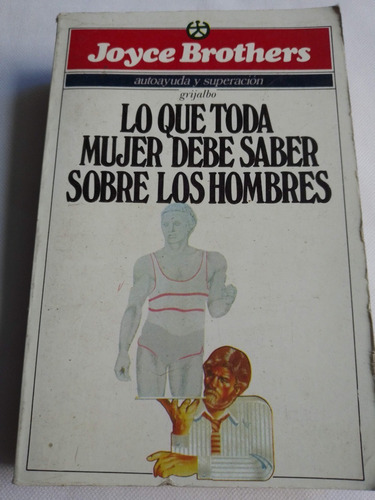 Joyce Brothers
autoayuda y superación
grijalbo
LO QUE TODA
MUJER DEBE SABER
SOBRE LOS HOMBRES